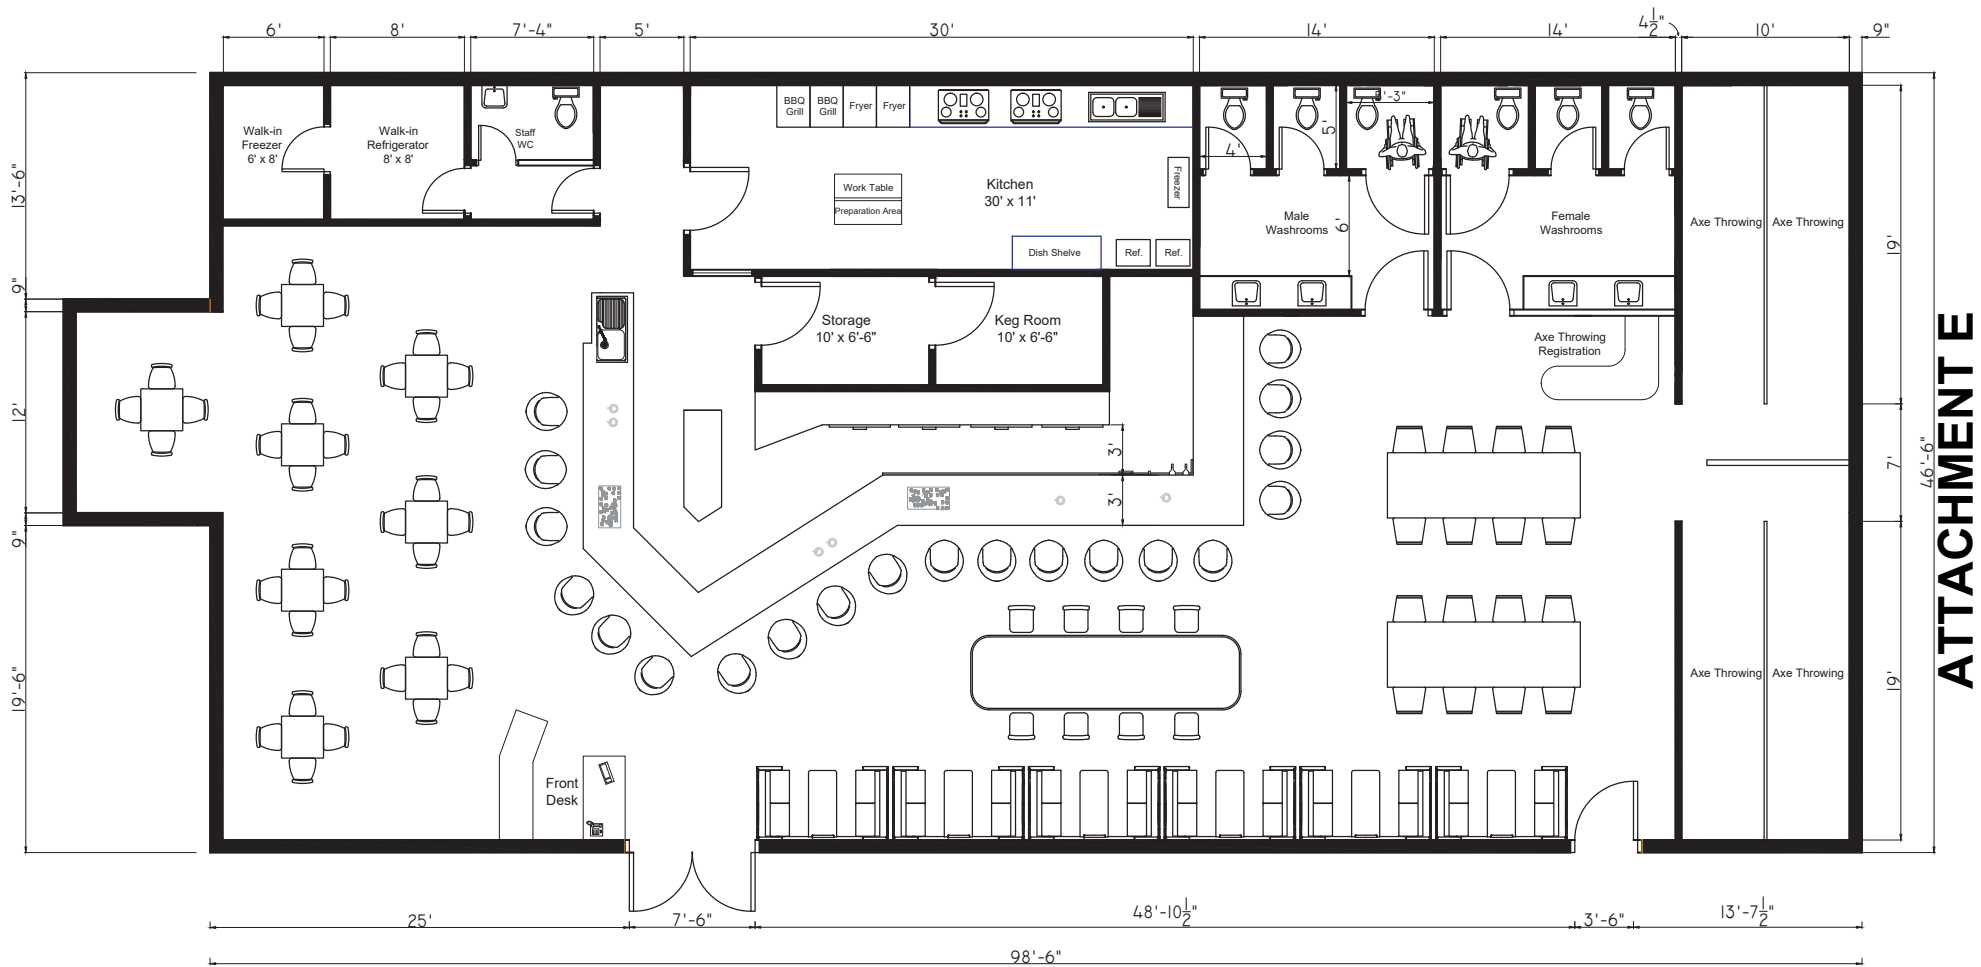 6'
8'
7'-4"
5'
30'
14'
14'
4½"
10'
9"
BBQ
Grill
BBQ
Grill
Fryer
Fryer
Walk-in
Freezer
6' x 8'
Walk-in
Refrigerator
8' x 8'
Staff
WC
'-3"
5'
4'
Work Table
Preparation Area
Kitchen
30' x 11'
Freezer
Dish Shelve
Ref.
Ref.
Male
Washrooms
6'
Female
Washrooms
Axe Throwing
Axe Throwing
13'-6"
9"
12'
9"
19'-6"
19'
7'
19'
46'-6"
ATTACHMENT E
Storage
10' x 6'-6"
Keg Room
10' x 6'-6"
Axe Throwing
Registration
3'
3'
Axe Throwing
Axe Throwing
Front
Desk
25'
7'-6"
48'-10½"
3'-6"
13'-7½"
98'-6"